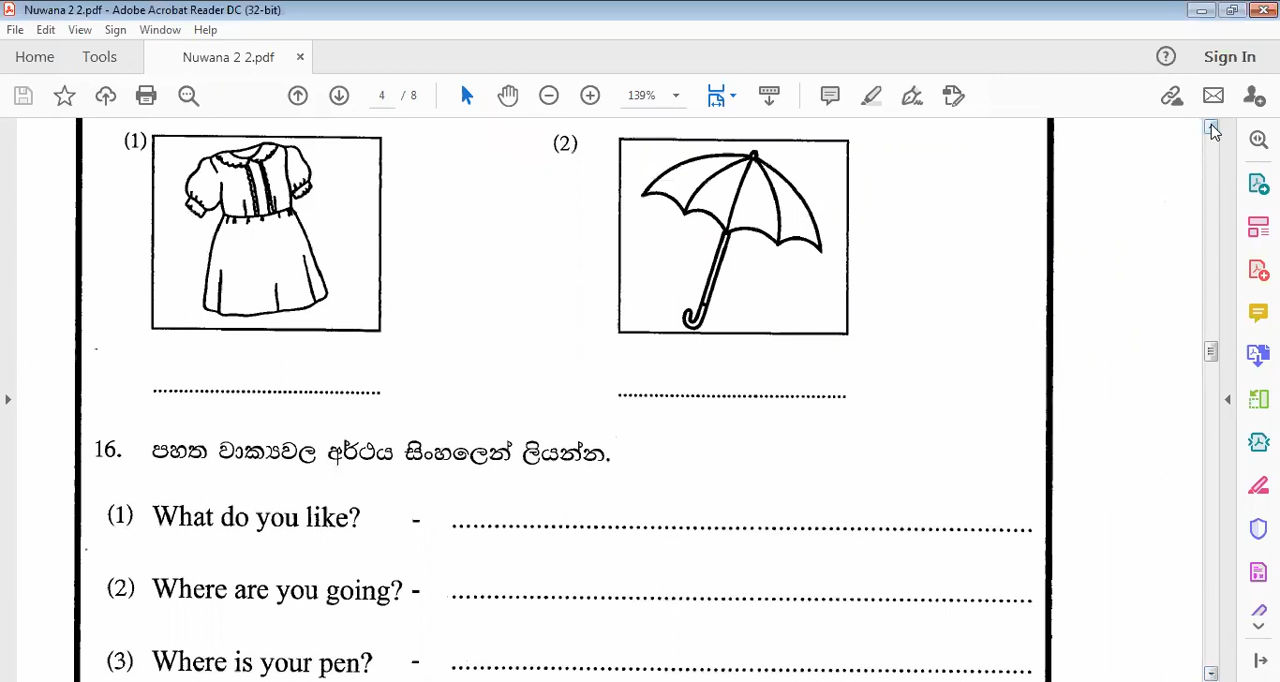 Nuwana 2 2.pdf - Adobe Acrobat Reader DC (32-bit)
File Edit View Sign Window Help
Home Tools Nuwana 2 2.pdf × Sign In
4 / 8 139%
(1) (2)
16. පහත වාක්‍යවල අර්ථය සිංහලෙන් ලියන්න.
(1) What do you like? - ..........................................................................
(2) Where are you going? - ..........................................................................
(3) Where is your pen? - ..........................................................................